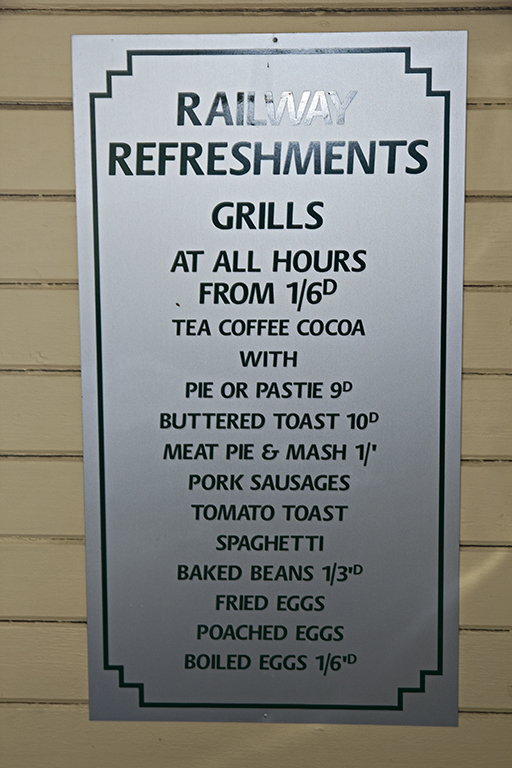 RAILWAY
REFRESHMENTS
GRILLS
AT ALL HOURS
FROM 1/6ᴰ
TEA COFFEE COCOA
WITH
PIE OR PASTIE 9ᴰ
BUTTERED TOAST 10ᴰ
MEAT PIE & MASH 1/'
PORK SAUSAGES
TOMATO TOAST
SPAGHETTI
BAKED BEANS 1/3'ᴰ
FRIED EGGS
POACHED EGGS
BOILED EGGS 1/6'ᴰ